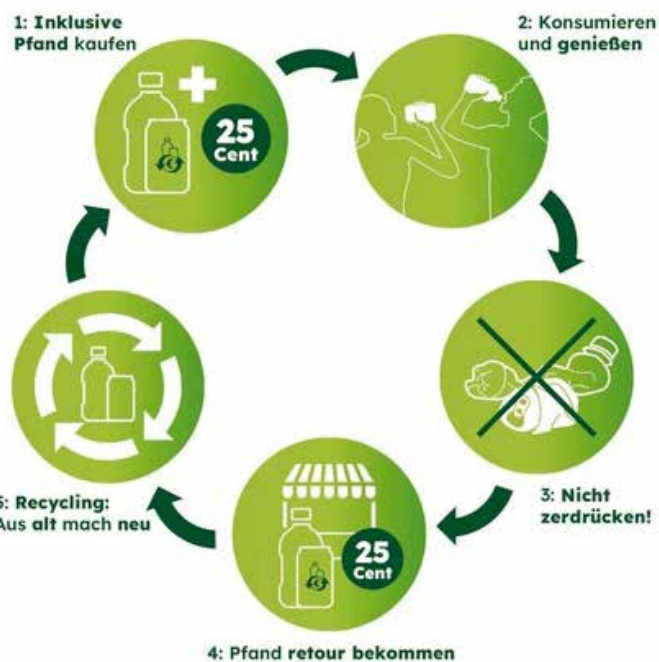 1: Inklusive
Pfand kaufen
25
Cent
2: Konsumieren
und genießen
3: Nicht
zerdrücken!
25
Cent
4: Pfand retour bekommen
5: Recycling:
Aus alt mach neu